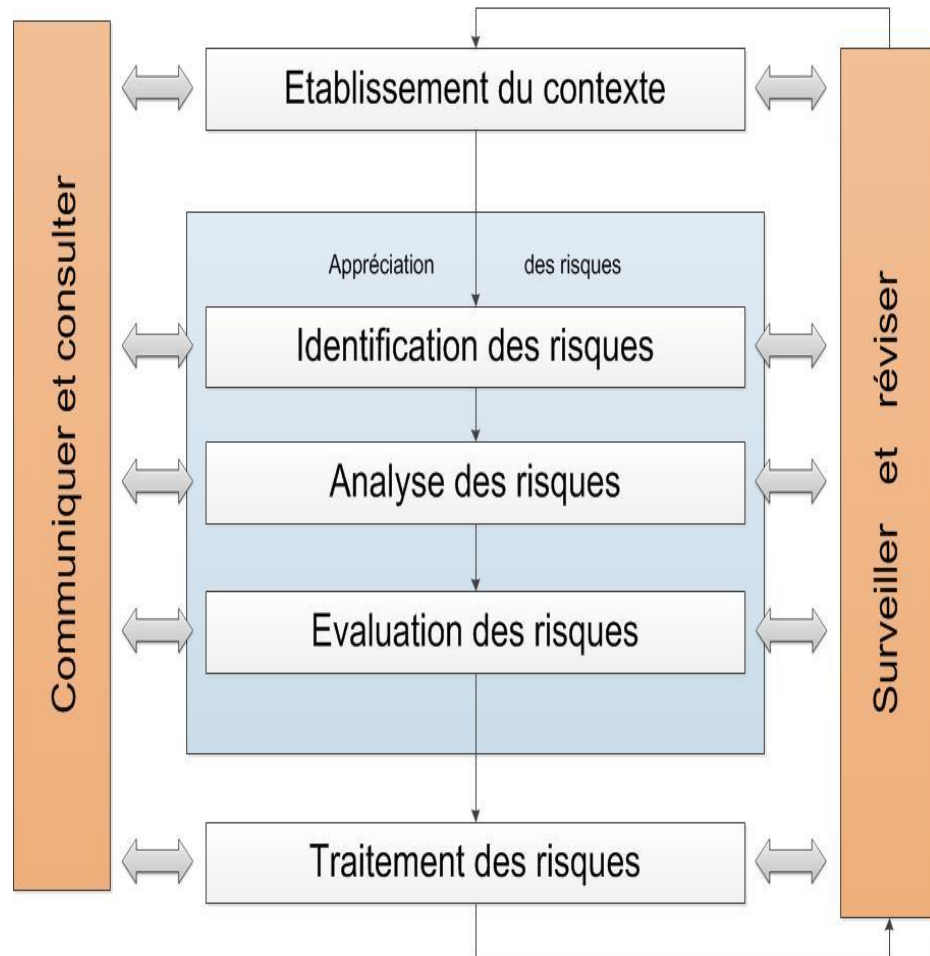 Etablissement du contexte
Communiquer et consulter
Appréciation des risques
Identification des risques
Analyse des risques
Evaluation des risques
Traitement des risques
Surveiller et réviser